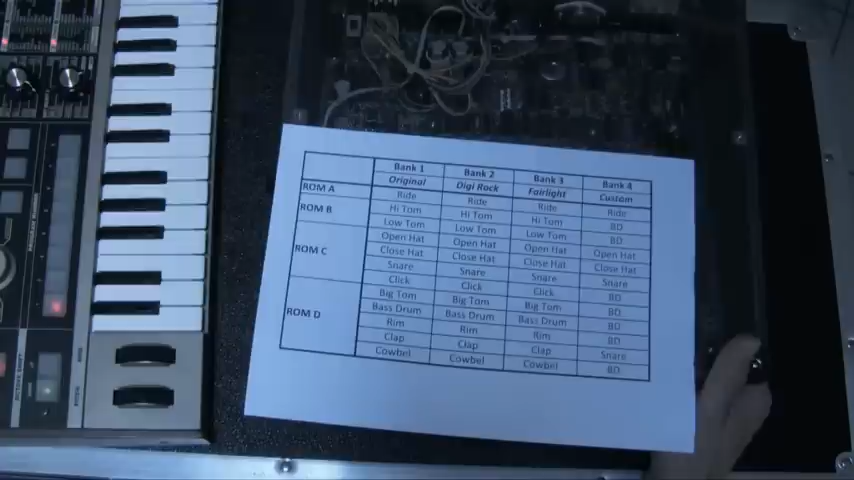 Bank 1 Bank 2 Bank 3 Bank 4
Original Digi Rock Fairlight Custom
ROM A Ride Ride Ride Ride
ROM B Hi Tom Hi Tom Hi Tom BD
Low Tom Low Tom Low Tom BD
ROM C Open Hat Open Hat Open Hat Open Hat
Close Hat Close Hat Close Hat Close Hat
Snare Snare Snare Snare
Click Click Click BD
ROM D Big Tom Big Tom Big Tom BD
Bass Drum Bass Drum Bass Drum BD
Rim Rim Rim BD
Clap Clap Clap Snare
Cowbel Cowbel Cowbel BD